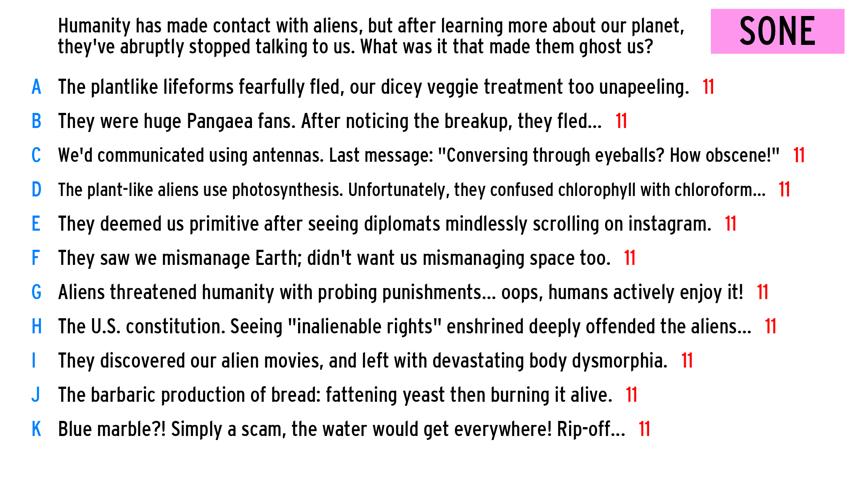 Humanity has made contact with aliens, but after learning more about our planet,
they've abruptly stopped talking to us. What was it that made them ghost us?
SONE
A The plantlike lifeforms fearfully fled, our dicey veggie treatment too unapeeling. 11
B They were huge Pangaea fans. After noticing the breakup, they fled... 11
C We'd communicated using antennas. Last message: "Conversing through eyeballs? How obscene!" 11
D The plant-like aliens use photosynthesis. Unfortunately, they confused chlorophyll with chloroform... 11
E They deemed us primitive after seeing diplomats mindlessly scrolling on instagram. 11
F They saw we mismanage Earth; didn't want us mismanaging space too. 11
G Aliens threatened humanity with probing punishments... oops, humans actively enjoy it! 11
H The U.S. constitution. Seeing "inalienable rights" enshrined deeply offended the aliens... 11
I They discovered our alien movies, and left with devastating body dysmorphia. 11
J The barbaric production of bread: fattening yeast then burning it alive. 11
K Blue marble?! Simply a scam, the water would get everywhere! Rip-off... 11